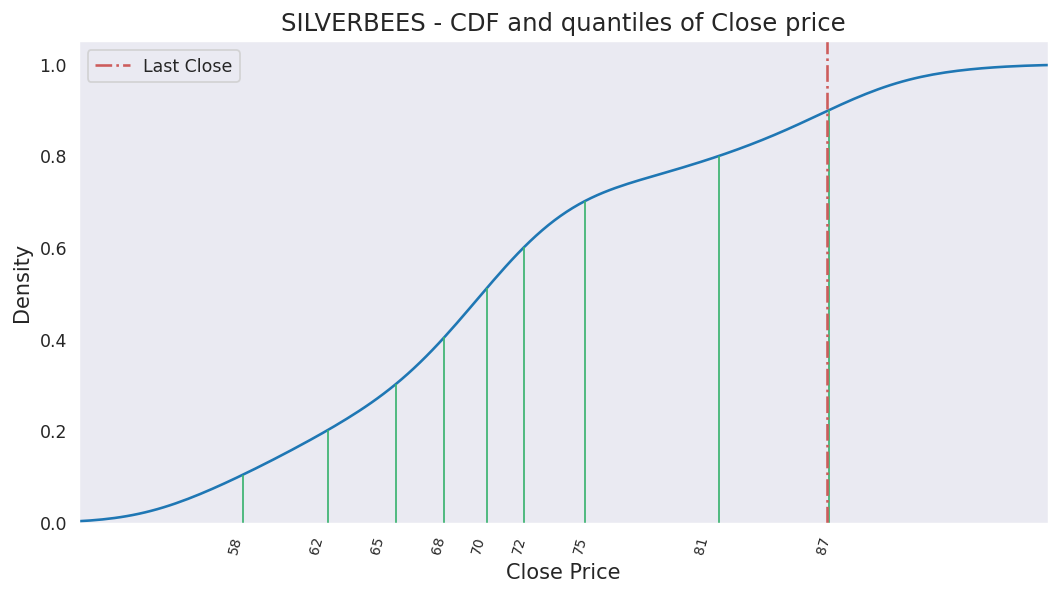 SILVERBEES - CDF and quantiles of Close price
Last Close
Density
1.0
0.8
0.6
0.4
0.2
0.0
58 62 65 68 70 72 75 81 87
Close Price